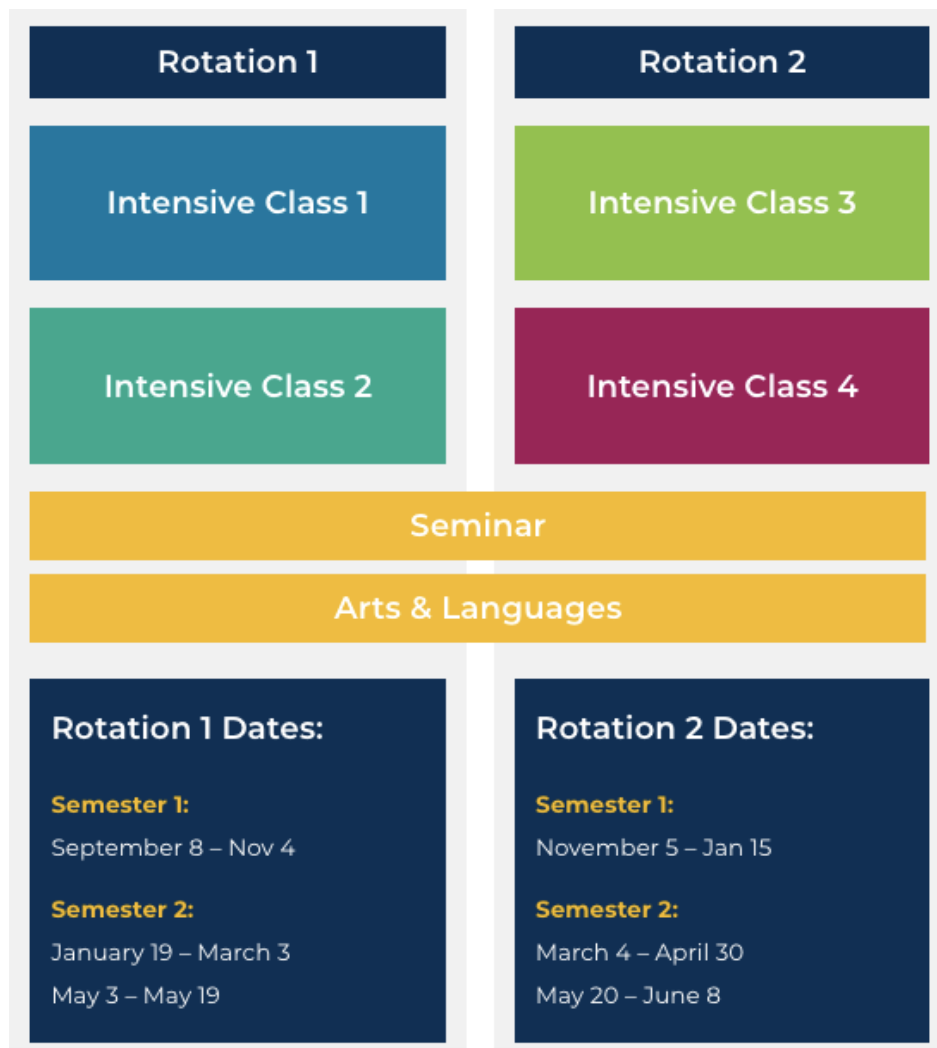 Rotation 1
Intensive Class 1
Intensive Class 2
Rotation 2
Intensive Class 3
Intensive Class 4
Seminar
Arts & Languages
Rotation 1 Dates:
Semester 1:
September 8 – Nov 4
Semester 2:
January 19 – March 3
May 3 – May 19
Rotation 2 Dates:
Semester 1:
November 5 – Jan 15
Semester 2:
March 4 – April 30
May 20 – June 8